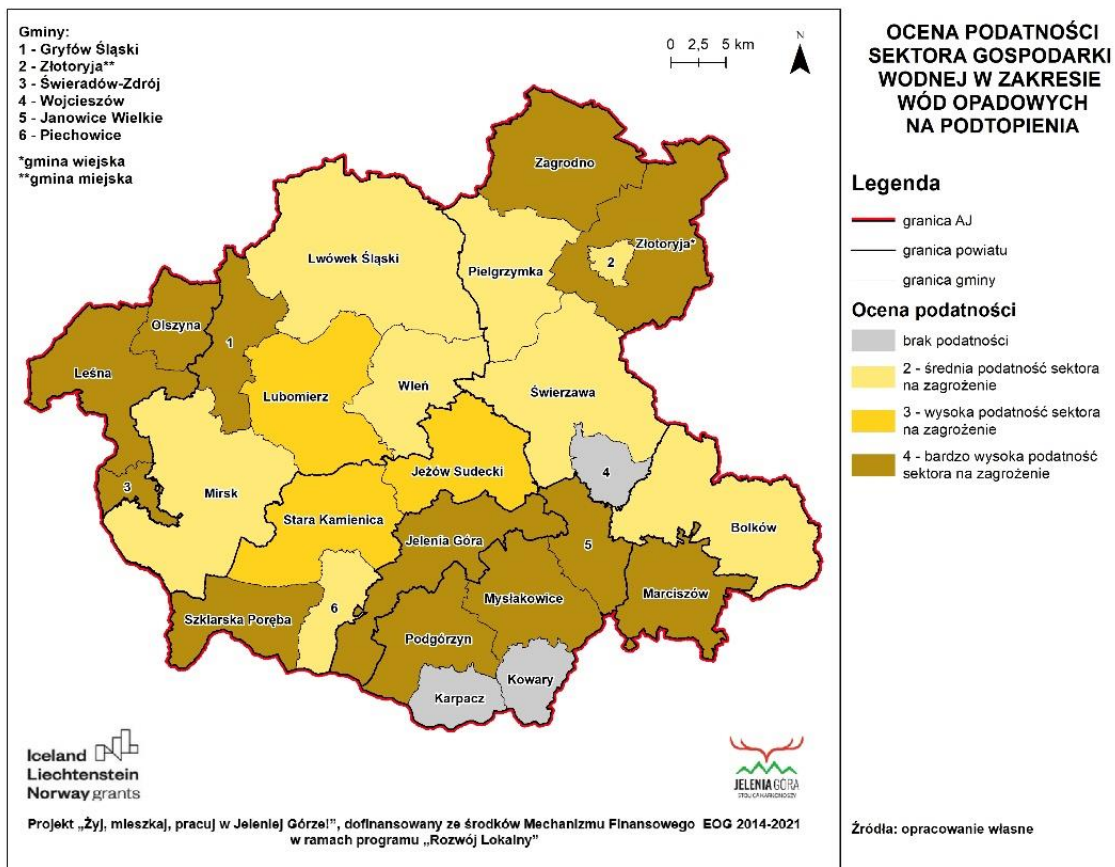 Gminy:
1 - Gryfów Śląski
2 - Złotoryja**
3 - Świeradów-Zdrój
4 - Wojcieszów
5 - Janowice Wielkie
6 - Piechowice
*gmina wiejska
**gmina miejska
0 2,5 5 km
N
Zagrodno
Złotoryja*
2
Lwówek Śląski
Pielgrzymka
Olszyna
1
Leśna
Lubomierz
Wleń
Świerzawa
Jeżów Sudecki
4
3
Mirsk
Stara Kamienica
Bolków
Jelenia Góra
5
Mysłakowice
Marciszów
Szklarska Poręba
6
Podgórzyn
Kowary
Karpacz
Iceland
Liechtenstein
Norway grants
JELENIA GÓRA
STOLICA KARKONOSZY
Projekt „Żyj, mieszkaj, pracuj w Jeleniej Górze!”, dofinansowany ze środków Mechanizmu Finansowego EOG 2014-2021
w ramach programu „Rozwój Lokalny”
OCENA PODATNOŚCI
SEKTORA GOSPODARKI
WODNEJ W ZAKRESIE
WÓD OPADOWYCH
NA PODTOPIENIA
Legenda
granica AJ
granica powiatu
granica gminy
Ocena podatności
brak podatności
2 - średnia podatność sektora
na zagrożenie
3 - wysoka podatność sektora
na zagrożenie
4 - bardzo wysoka podatność
sektora na zagrożenie
Źródła: opracowanie własne